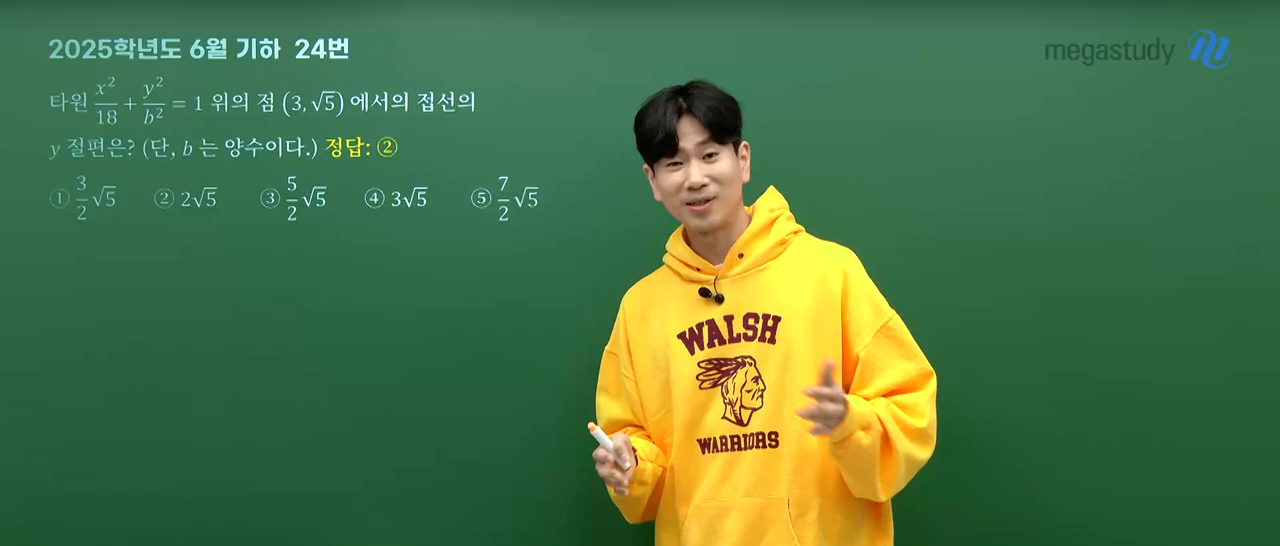 2025학년도 6월 기하 24번
megastudy
타원 x²/18 + y²/b² = 1 위의 점 (3, √5) 에서의 접선의
y 절편은? (단, b 는 양수이다.) 정답: ②
① 3/2 √5 ② 2√5 ③ 5/2 √5 ④ 3√5 ⑤ 7/2 √5
WALSH
WARRIORS